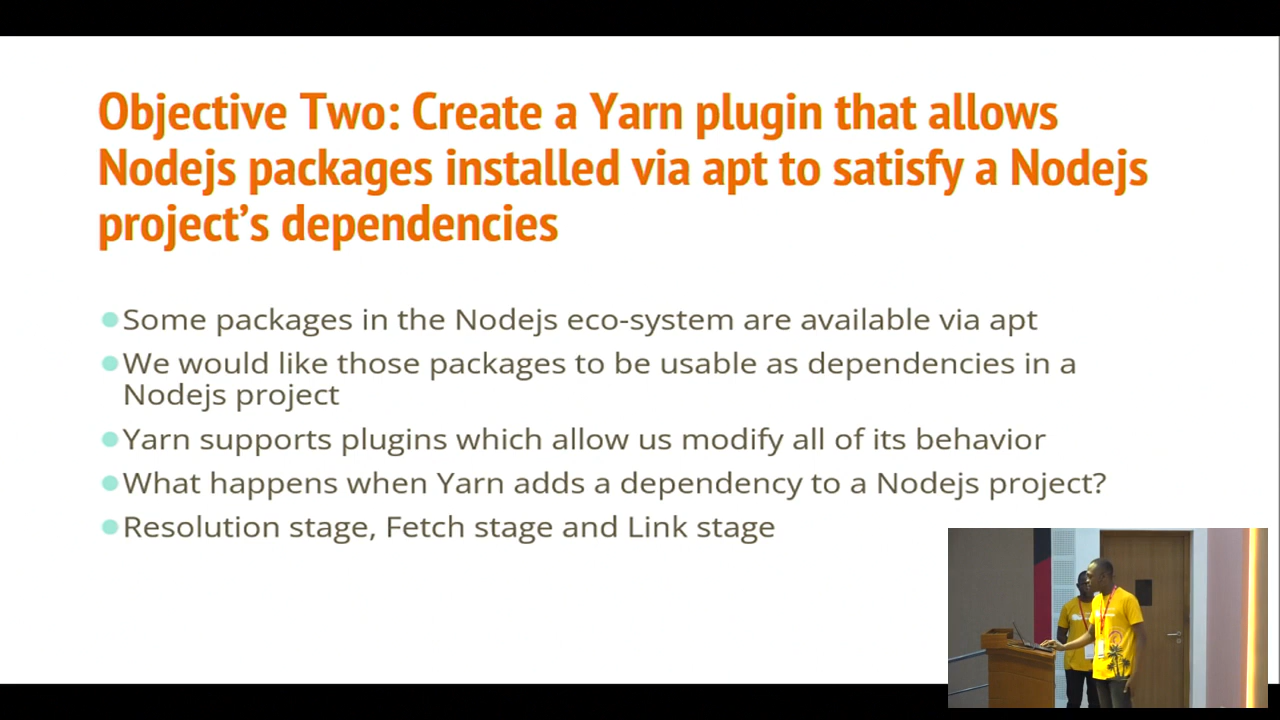 Objective Two: Create a Yarn plugin that allows
Nodejs packages installed via apt to satisfy a Nodejs
project’s dependencies
Some packages in the Nodejs eco-system are available via apt
We would like those packages to be usable as dependencies in a
Nodejs project
Yarn supports plugins which allow us modify all of its behavior
What happens when Yarn adds a dependency to a Nodejs project?
Resolution stage, Fetch stage and Link stage